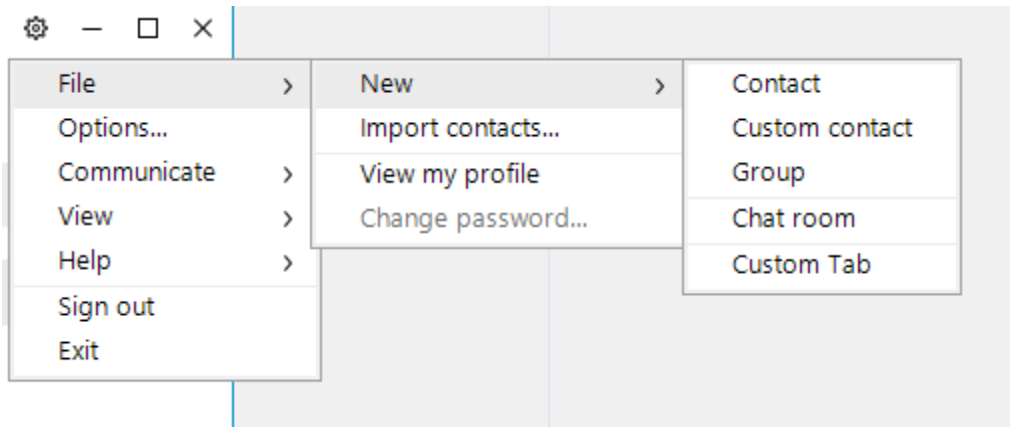 File
Options...
Communicate
View
Help
Sign out
Exit
New
Import contacts...
View my profile
Change password...
Contact
Custom contact
Group
Chat room
Custom Tab